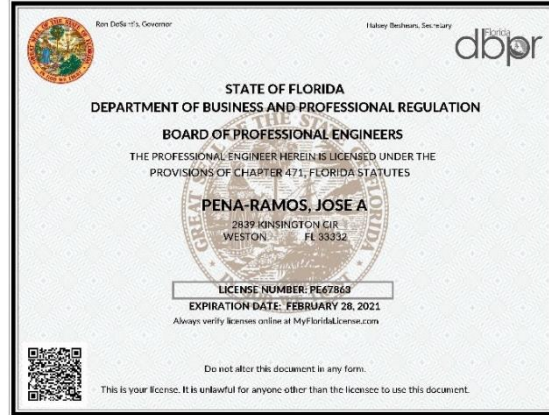 Ron DeSantis, Governor
Halsey Beshears, Secretary
Florida
dbpr
STATE OF FLORIDA
DEPARTMENT OF BUSINESS AND PROFESSIONAL REGULATION
BOARD OF PROFESSIONAL ENGINEERS
THE PROFESSIONAL ENGINEER HEREIN IS LICENSED UNDER THE
PROVISIONS OF CHAPTER 471, FLORIDA STATUTES
PENA-RAMOS, JOSE A
2839 KINSINGTON CIR
WESTON FL 33332
LICENSE NUMBER: PE67863
EXPIRATION DATE: FEBRUARY 28, 2021
Always verify licenses online at MyFloridaLicense.com
Do not alter this document in any form.
This is your license. It is unlawful for anyone other than the licensee to use this document.